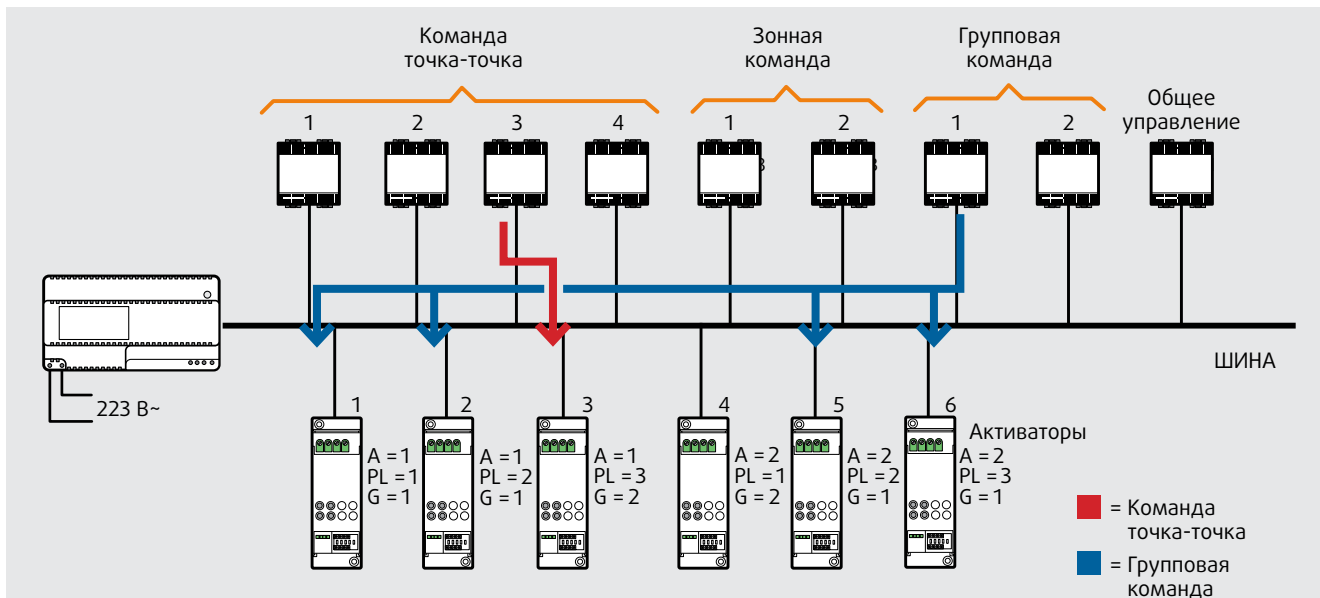 Команда
точка-точка
Зонная
команда
Групповая
команда
Общее
управление
1
2
3
4
1
2
1
2
ШИНА
223 В~
1
2
3
4
5
6
Активаторы
A = 1
PL = 1
G = 1
A = 1
PL = 2
G = 1
A = 1
PL = 3
G = 2
A = 2
PL = 1
G = 2
A = 2
PL = 2
G = 1
A = 2
PL = 3
G = 1
= Команда
точка-точка
= Групповая
команда